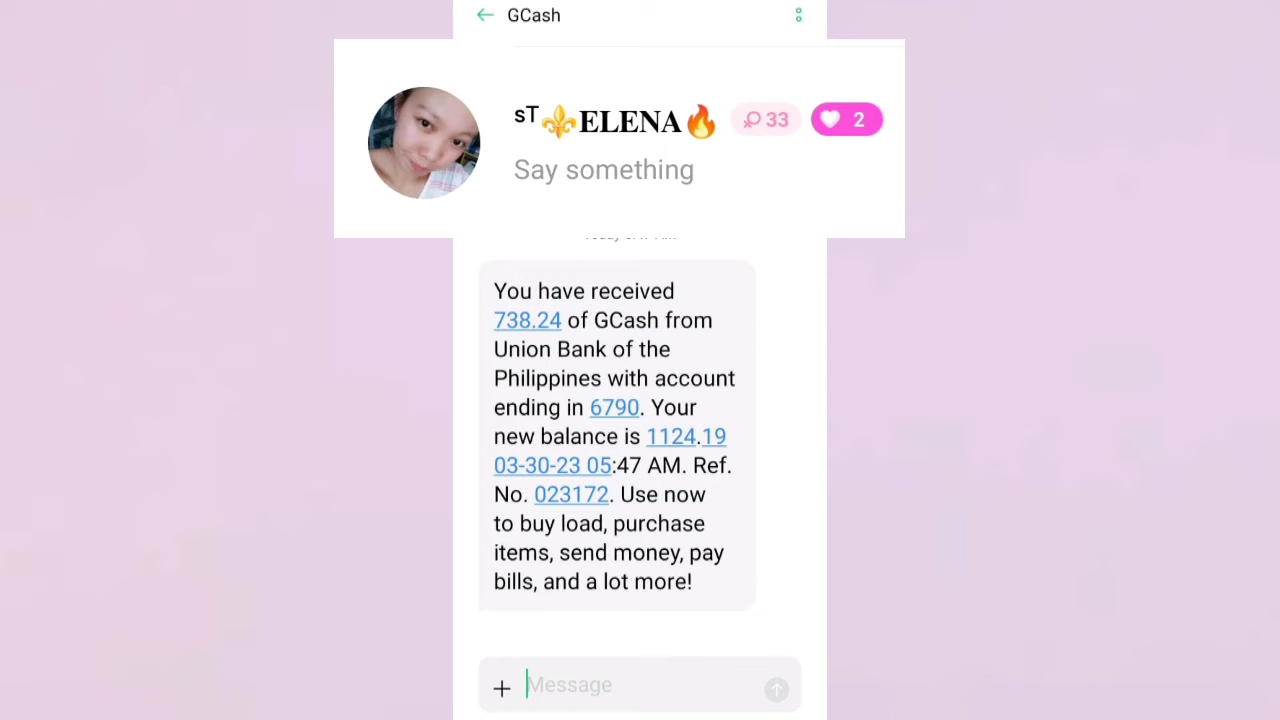 GCash
sT⚜ELENA🔥 33 2
Say something
You have received
738.24 of GCash from
Union Bank of the
Philippines with account
ending in 6790. Your
new balance is 1124.19
03-30-23 05:47 AM. Ref.
No. 023172. Use now
to buy load, purchase
items, send money, pay
bills, and a lot more!
Message